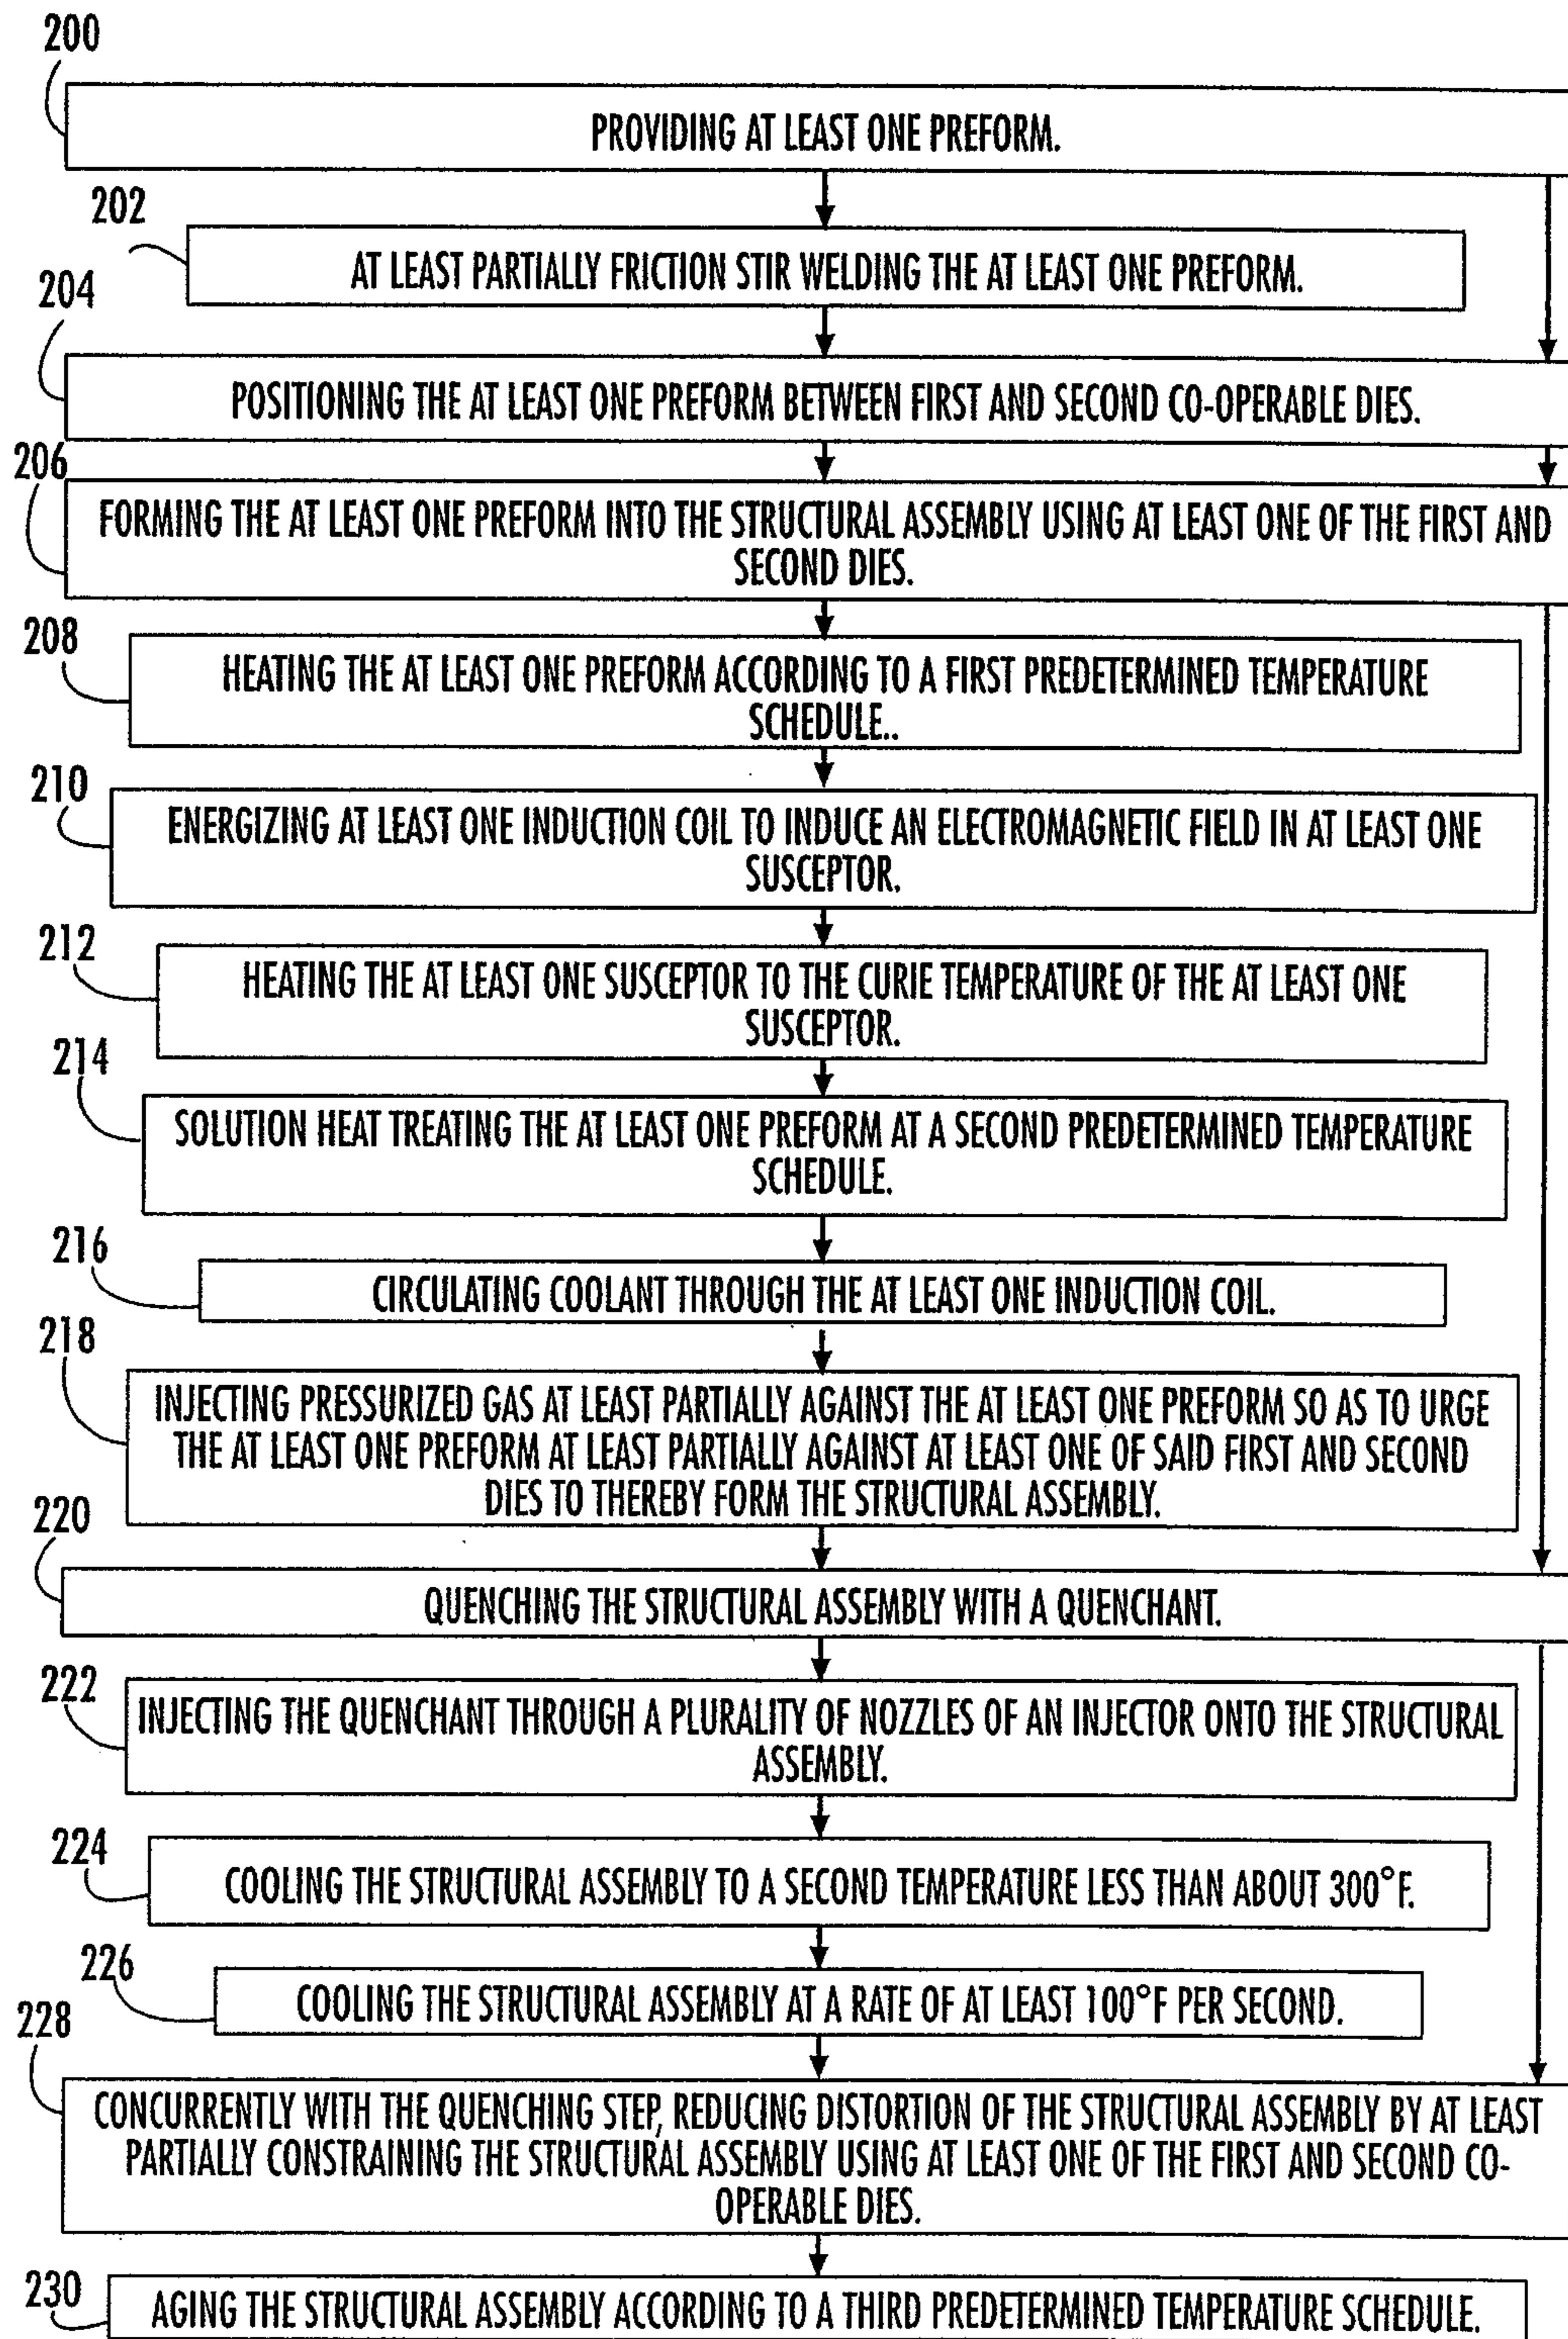 200
PROVIDING AT LEAST ONE PREFORM.
202
AT LEAST PARTIALLY FRICTION STIR WELDING THE AT LEAST ONE PREFORM.
204
POSITIONING THE AT LEAST ONE PREFORM BETWEEN FIRST AND SECOND CO-OPERABLE DIES.
206
FORMING THE AT LEAST ONE PREFORM INTO THE STRUCTURAL ASSEMBLY USING AT LEAST ONE OF THE FIRST AND
SECOND DIES.
208
HEATING THE AT LEAST ONE PREFORM ACCORDING TO A FIRST PREDETERMINED TEMPERATURE
SCHEDULE..
210
ENERGIZING AT LEAST ONE INDUCTION COIL TO INDUCE AN ELECTROMAGNETIC FIELD IN AT LEAST ONE
SUSCEPTOR.
212
HEATING THE AT LEAST ONE SUSCEPTOR TO THE CURIE TEMPERATURE OF THE AT LEAST ONE
SUSCEPTOR.
214
SOLUTION HEAT TREATING THE AT LEAST ONE PREFORM AT A SECOND PREDETERMINED TEMPERATURE
SCHEDULE.
216
CIRCULATING COOLANT THROUGH THE AT LEAST ONE INDUCTION COIL.
218
INJECTING PRESSURIZED GAS AT LEAST PARTIALLY AGAINST THE AT LEAST ONE PREFORM SO AS TO URGE
THE AT LEAST ONE PREFORM AT LEAST PARTIALLY AGAINST AT LEAST ONE OF SAID FIRST AND SECOND
DIES TO THEREBY FORM THE STRUCTURAL ASSEMBLY.
220
QUENCHING THE STRUCTURAL ASSEMBLY WITH A QUENCHANT.
222
INJECTING THE QUENCHANT THROUGH A PLURALITY OF NOZZLES OF AN INJECTOR ONTO THE STRUCTURAL
ASSEMBLY.
224
COOLING THE STRUCTURAL ASSEMBLY TO A SECOND TEMPERATURE LESS THAN ABOUT 300°F.
226
COOLING THE STRUCTURAL ASSEMBLY AT A RATE OF AT LEAST 100°F PER SECOND.
228
CONCURRENTLY WITH THE QUENCHING STEP, REDUCING DISTORTION OF THE STRUCTURAL ASSEMBLY BY AT LEAST
PARTIALLY CONSTRAINING THE STRUCTURAL ASSEMBLY USING AT LEAST ONE OF THE FIRST AND SECOND CO-
OPERABLE DIES.
230
AGING THE STRUCTURAL ASSEMBLY ACCORDING TO A THIRD PREDETERMINED TEMPERATURE SCHEDULE.